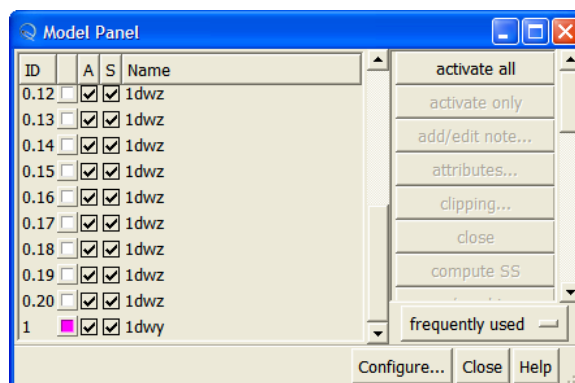 Model Panel
ID A S Name
0.12 1dwz
0.13 1dwz
0.14 1dwz
0.15 1dwz
0.16 1dwz
0.17 1dwz
0.18 1dwz
0.19 1dwz
0.20 1dwz
1 1dwy
activate all
activate only
add/edit note...
attributes...
clipping...
close
compute SS
frequently used
Configure... Close Help